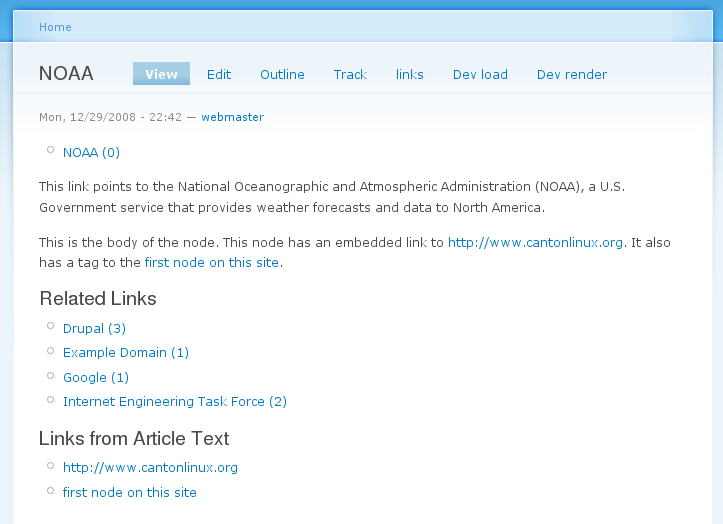 Home
NOAA View Edit Outline Track links Dev load Dev render
Mon, 12/29/2008 - 22:42 — webmaster
NOAA (0)
This link points to the National Oceanographic and Atmospheric Administration (NOAA), a U.S.
Government service that provides weather forecasts and data to North America.
This is the body of the node. This node has an embedded link to http://www.cantonlinux.org. It also
has a tag to the first node on this site.
Related Links
Drupal (3)
Example Domain (1)
Google (1)
Internet Engineering Task Force (2)
Links from Article Text
http://www.cantonlinux.org
first node on this site